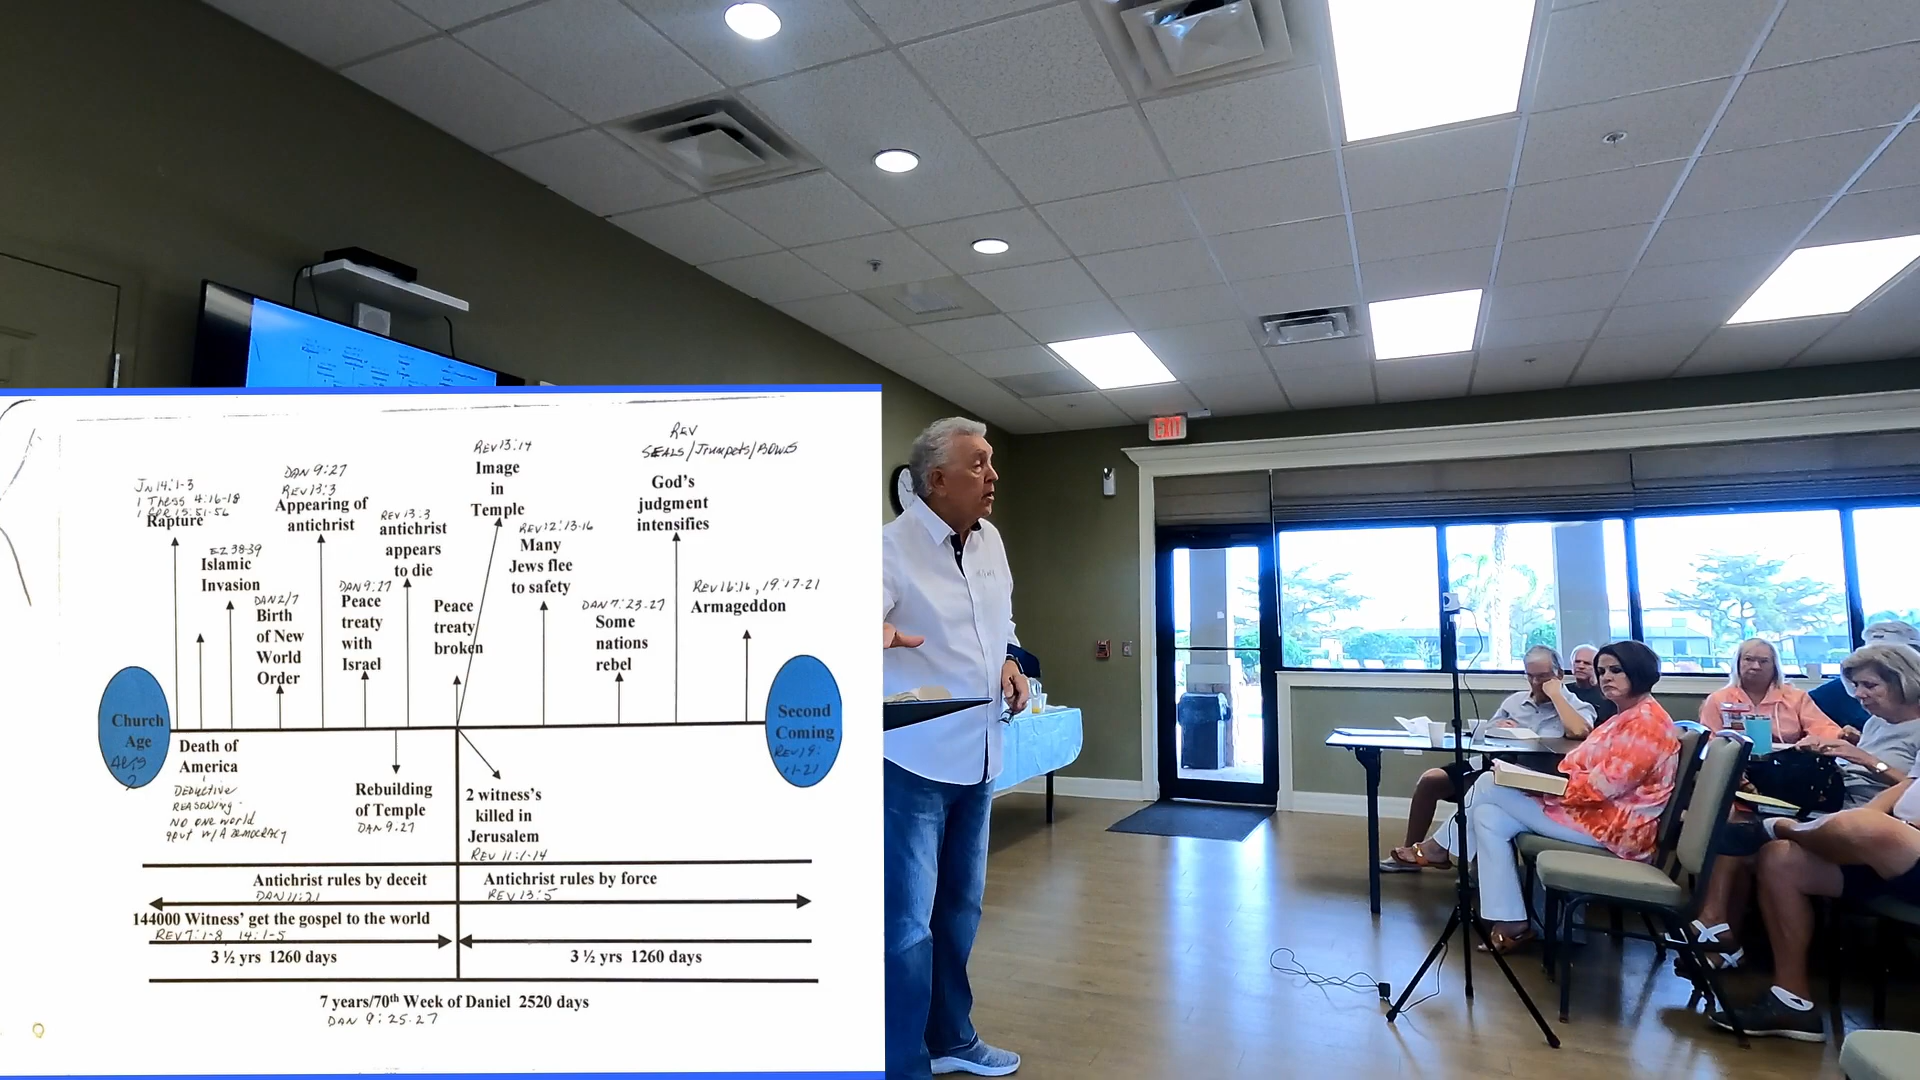 EXIT
REV
SEALS/Trumpets/BOWLS
REV 13:14
Image
in
Temple
God's
judgment
intensifies
DAN 9:27
REV 13:3
Appearing of
antichrist
JN 14:1-3
1 Thess 4:16-18
1 COR 15:51-56
Rapture
REV 13:3
antichrist
appears
to die
REV 12:13-16
Many
Jews flee
to safety
EZ 38-39
Islamic
Invasion
DAN 2/7
Birth
of New
World
Order
DAN 9:27
Peace
treaty
with
Israel
Peace
treaty
broken
DAN 7:23-27
Some
nations
rebel
REV 16:16, 19:17-21
Armageddon
Church
Age
Second
Coming
REV 19:
11-21
Death of
America
DEDUCTIVE
REASONING-
NO ONE WORLD
govt W/A DEMOCRACY
Rebuilding
of Temple
DAN 9:27
2 witness's
killed in
Jerusalem
REV 11:1-14
Antichrist rules by deceit
DAN 11:21
Antichrist rules by force
REV 13:5
144000 Witness' get the gospel to the world
REV 7:1-8 14:1-5
3 ½ yrs 1260 days
3 ½ yrs 1260 days
7 years/70th Week of Daniel 2520 days
DAN 9:25-27